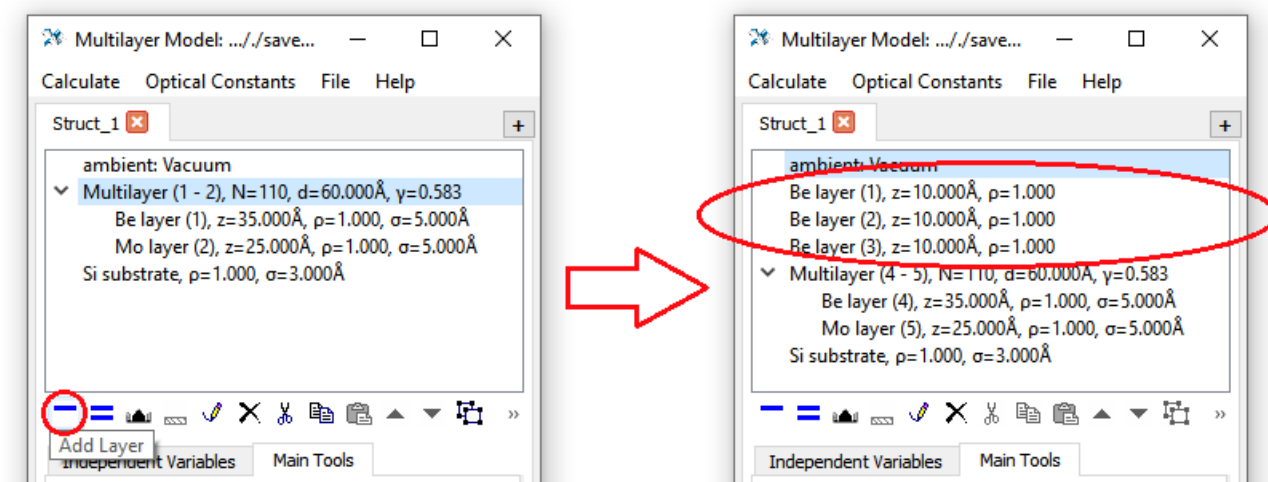 Multilayer Model: ..././save...
Calculate Optical Constants File Help
Struct_1
+
ambient: Vacuum
Multilayer (1 - 2), N=110, d=60.000Å, γ=0.583
Be layer (1), z=35.000Å, ρ=1.000, σ=5.000Å
Mo layer (2), z=25.000Å, ρ=1.000, σ=5.000Å
Si substrate, ρ=1.000, σ=3.000Å
»
Add Layer
Independent Variables Main Tools
Multilayer Model: ..././save...
Calculate Optical Constants File Help
Struct_1
+
ambient: Vacuum
Be layer (1), z=10.000Å, ρ=1.000
Be layer (2), z=10.000Å, ρ=1.000
Be layer (3), z=10.000Å, ρ=1.000
Multilayer (4 - 5), N=110, d=60.000Å, γ=0.583
Be layer (4), z=35.000Å, ρ=1.000, σ=5.000Å
Mo layer (5), z=25.000Å, ρ=1.000, σ=5.000Å
Si substrate, ρ=1.000, σ=3.000Å
»
Independent Variables Main Tools